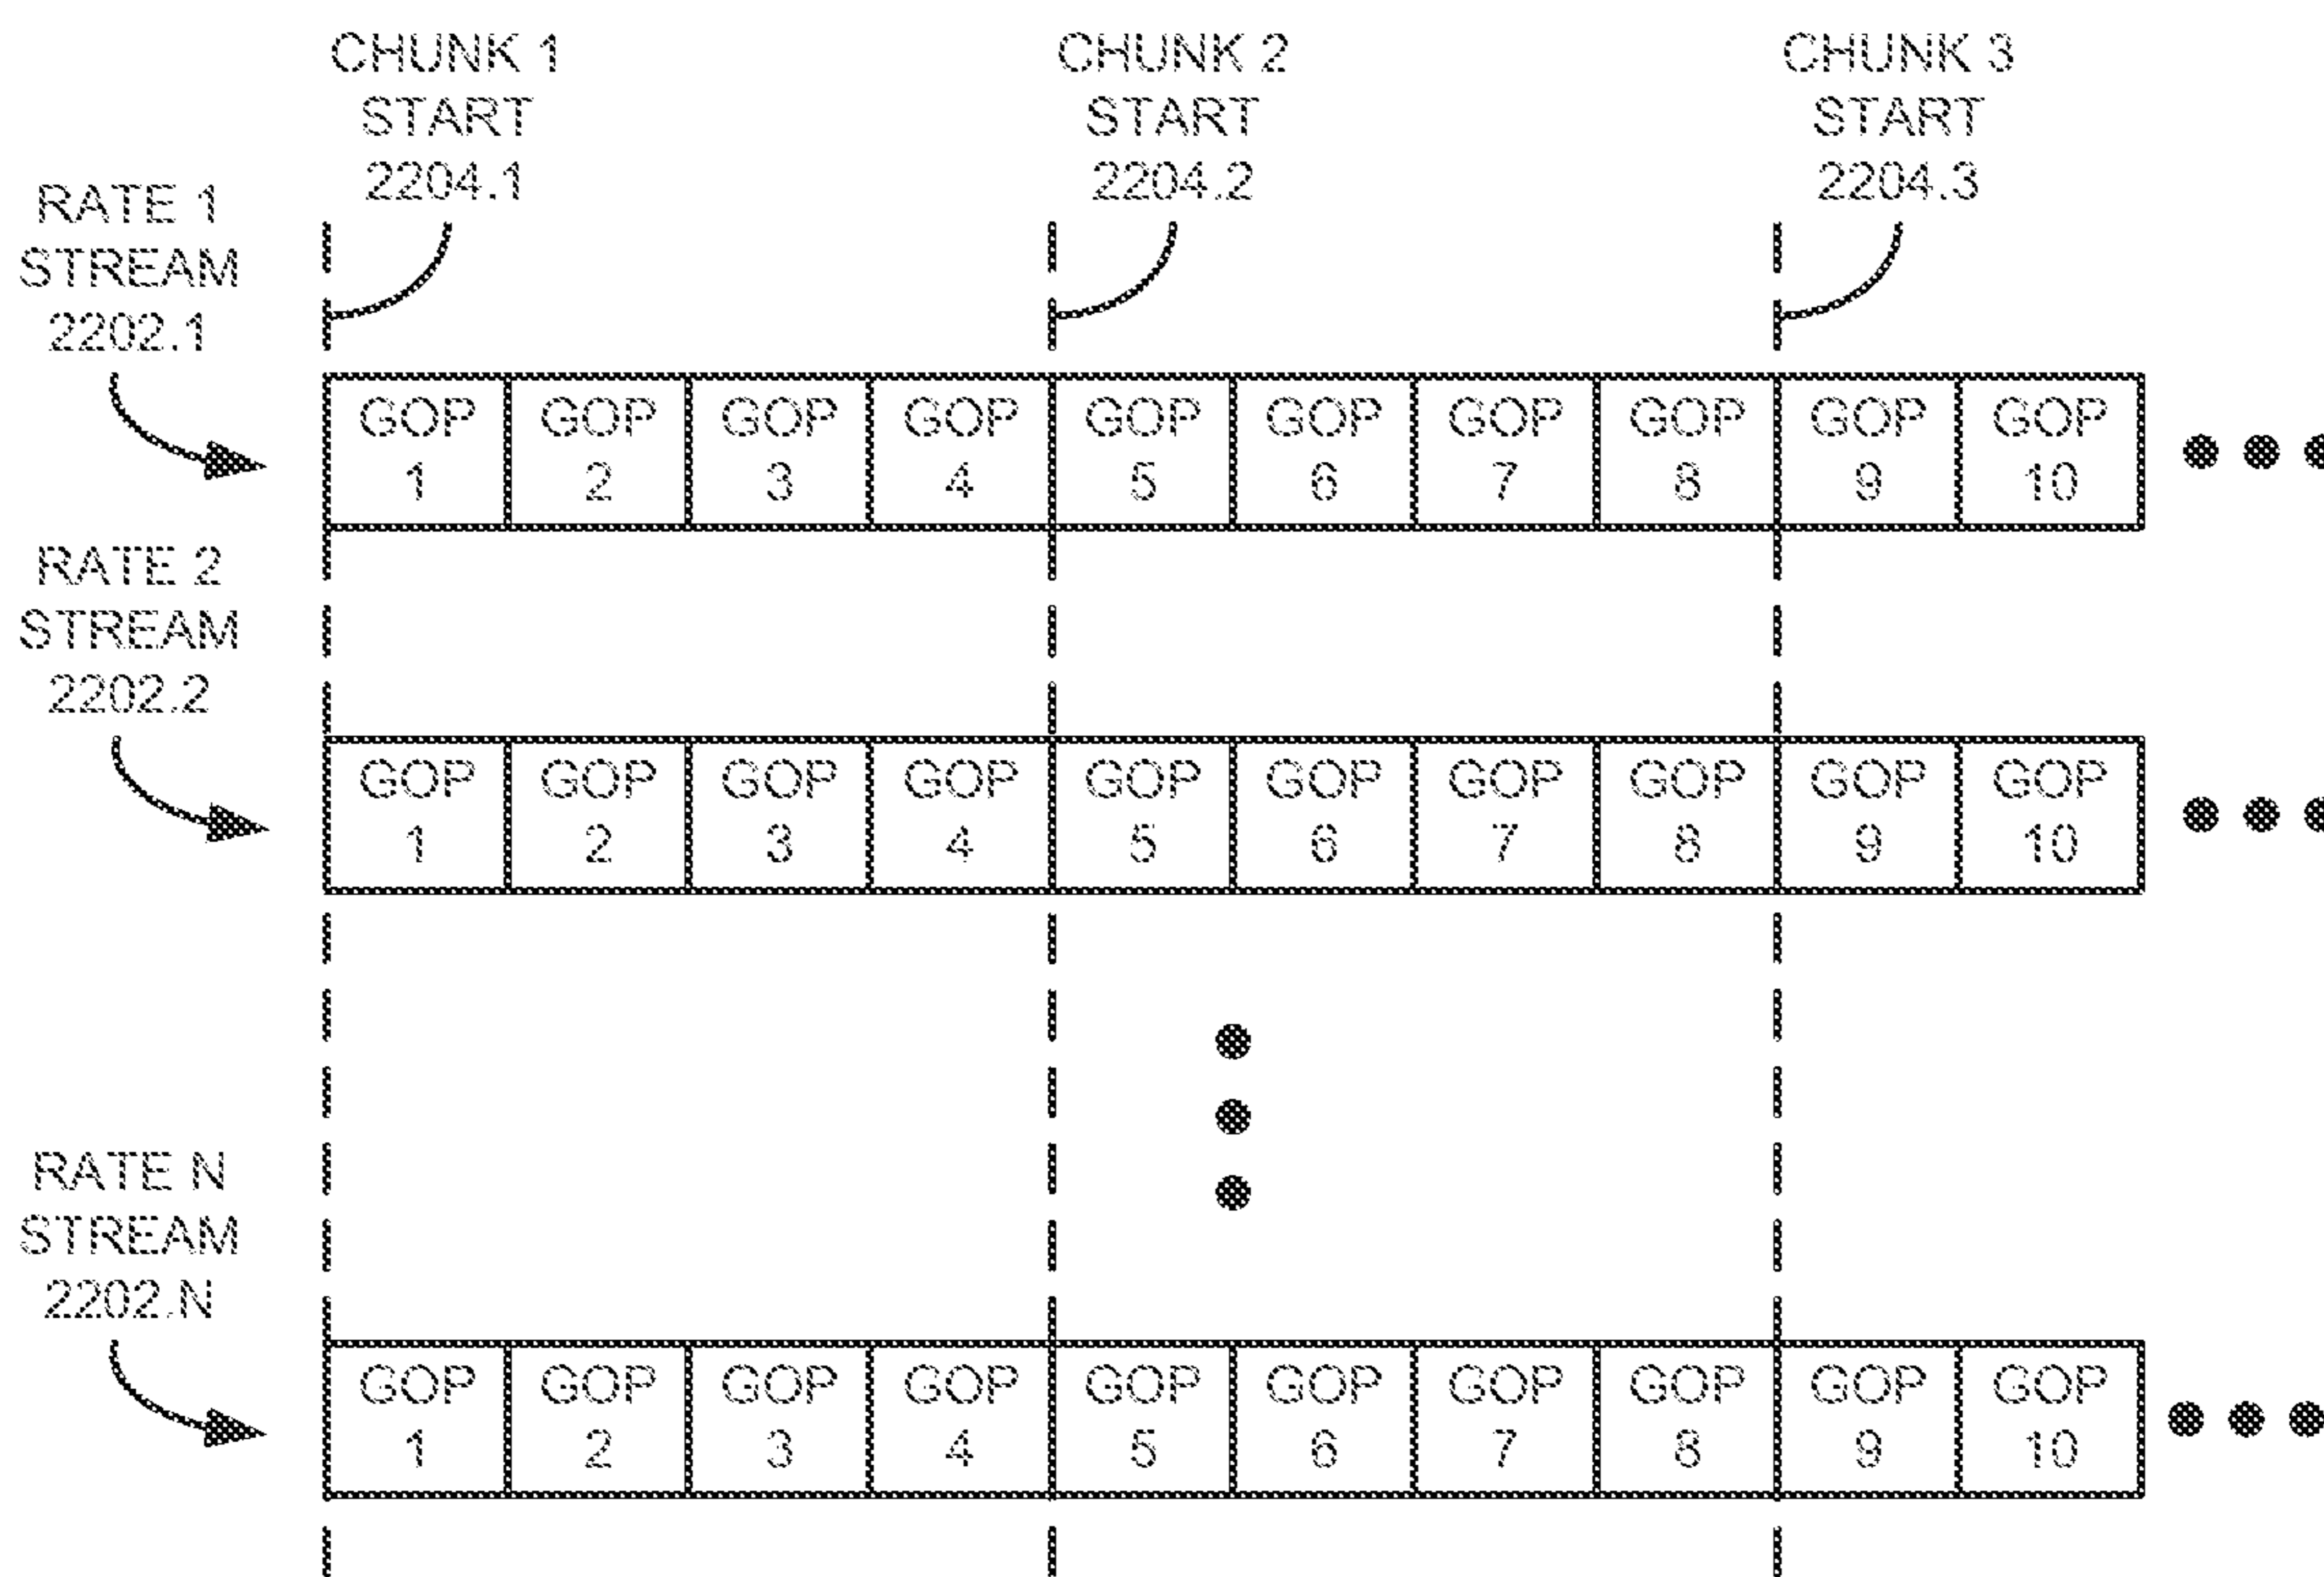 CHUNK 1
START
2204.1
CHUNK 2
START
2204.2
CHUNK 3
START
2204.3
RATE 1
STREAM
2202.1
GOP GOP GOP GOP GOP GOP GOP GOP GOP GOP
1 2 3 4 5 6 7 8 9 10
RATE 2
STREAM
2202.2
GOP GOP GOP GOP GOP GOP GOP GOP GOP GOP
1 2 3 4 5 6 7 8 9 10
RATE N
STREAM
2202.N
GOP GOP GOP GOP GOP GOP GOP GOP GOP GOP
1 2 3 4 5 6 7 8 9 10